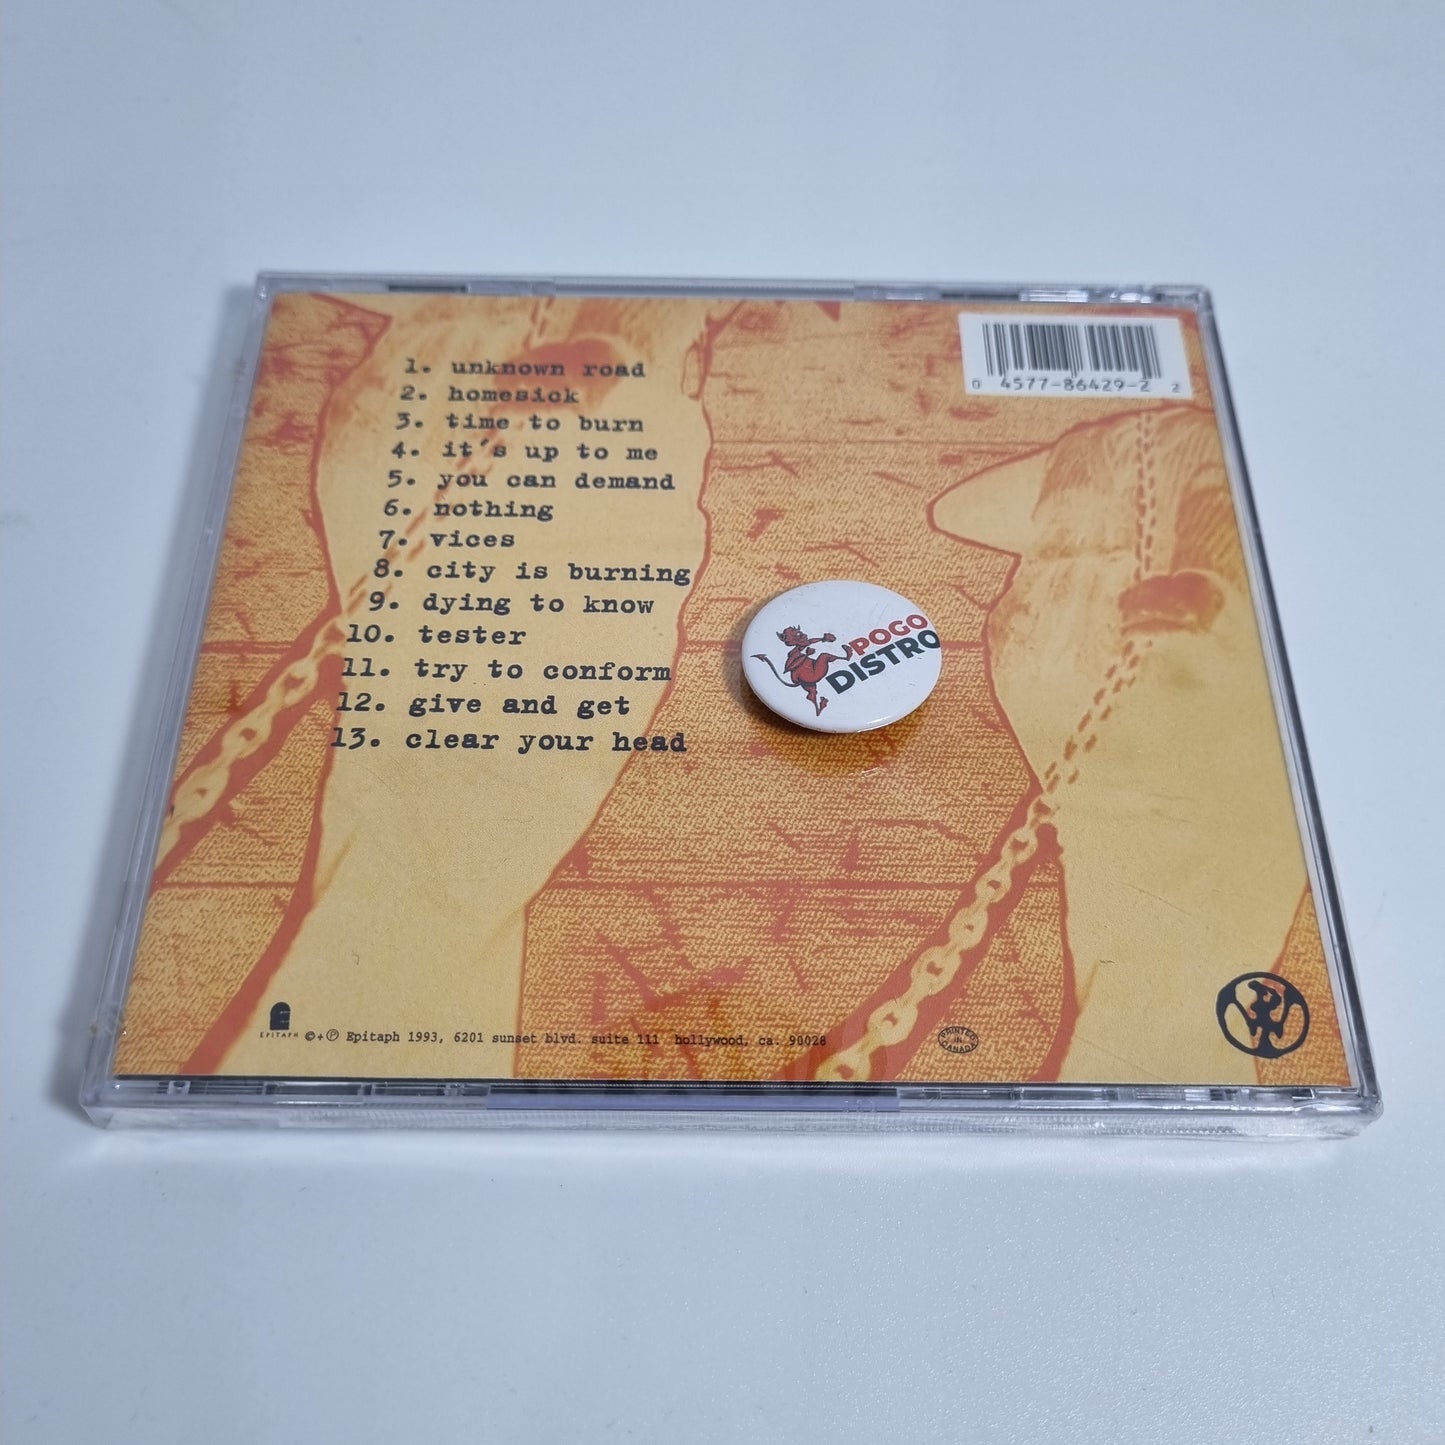 1. unknown road
2. homesick
3. time to burn
4. it's up to me
5. you can demand
6. nothing
7. vices
8. city is burning
9. dying to know
10. tester
11. try to conform
12. give and get
13. clear your head
0 4577-86429-2 2
POGO
DISTRO
EPITAPH ©+℗ Epitaph 1993, 6201 sunset blvd. suite 111 hollywood, ca. 90028
PRINTED
IN
CANADA